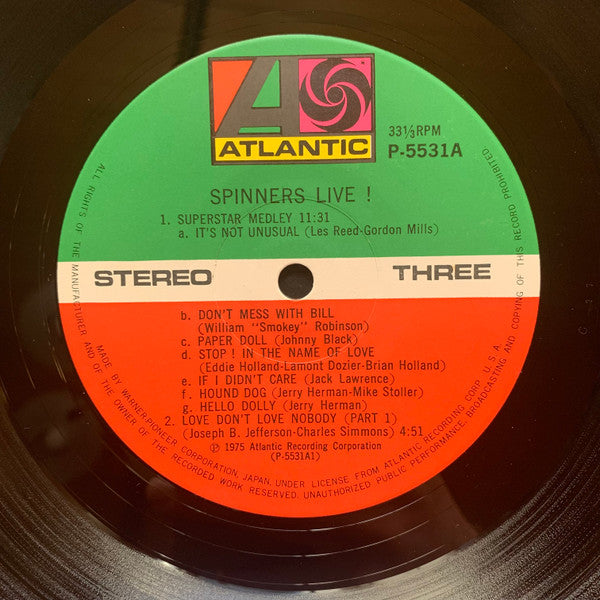 ATLANTIC
33⅓RPM
P-5531A
SPINNERS LIVE !
1. SUPERSTAR MEDLEY 11:31
a. IT'S NOT UNUSUAL (Les Reed-Gordon Mills)
STEREO THREE
b. DON'T MESS WITH BILL
(William "Smokey" Robinson)
c. PAPER DOLL (Johnny Black)
d. STOP ! IN THE NAME OF LOVE
(Eddie Holland-Lamont Dozier-Brian Holland)
e. IF I DIDN'T CARE (Jack Lawrence)
f. HOUND DOG (Jerry Herman-Mike Stoller)
g. HELLO DOLLY (Jerry Herman)
2. LOVE DON'T LOVE NOBODY (PART 1)
(Joseph B. Jefferson-Charles Simmons) 4:51
℗ 1975 Atlantic Recording Corporation
(P-5531A1)
MADE BY WARNER-PIONEER CORPORATION JAPAN, UNDER LICENSE FROM ATLANTIC RECORDING CORP. U.S.A.
ALL RIGHTS OF THE MANUFACTURER AND OF THE OWNER OF THE RECORDED WORK RESERVED. UNAUTHORIZED PUBLIC PERFORMANCE, BROADCASTING AND COPYING OF THIS RECORD PROHIBITED